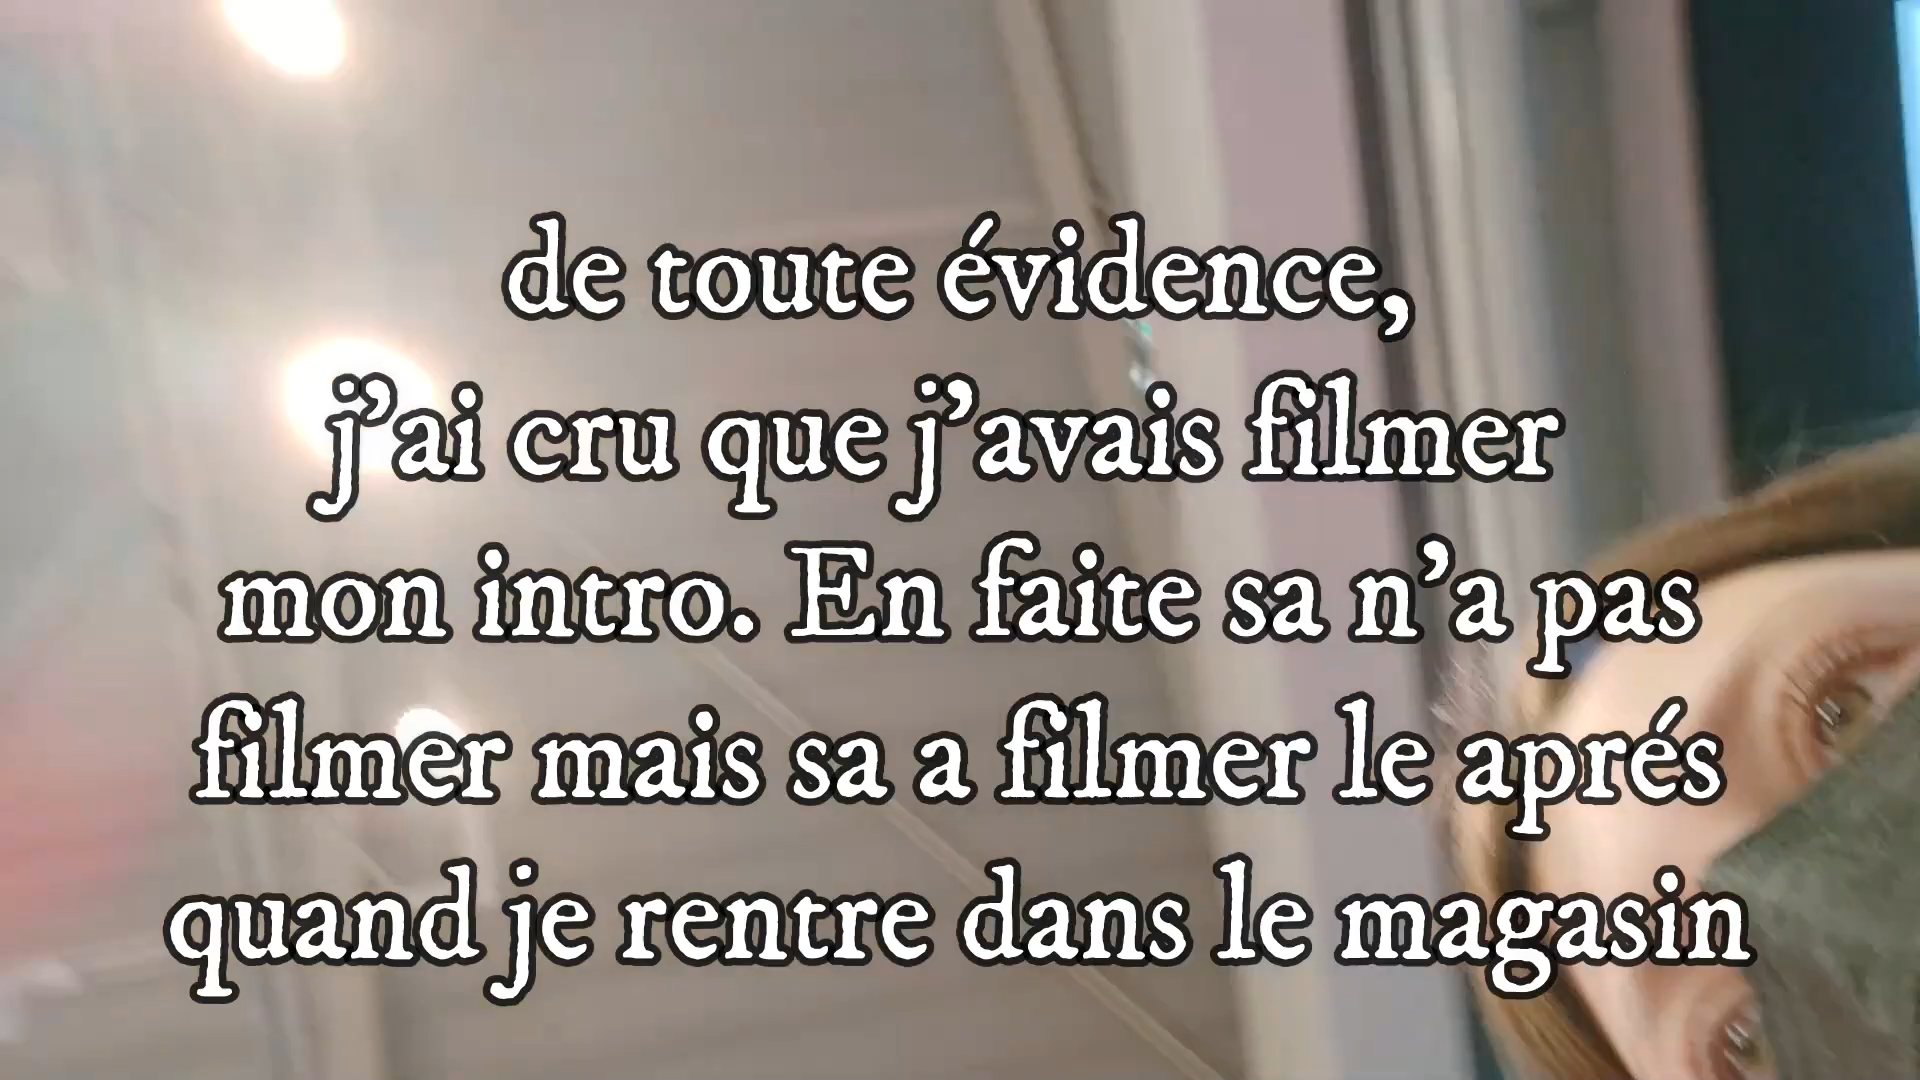 de toute évidence,
j'ai cru que j'avais filmer
mon intro. En faite sa n'a pas
filmer mais sa a filmer le aprés
quand je rentre dans le magasin